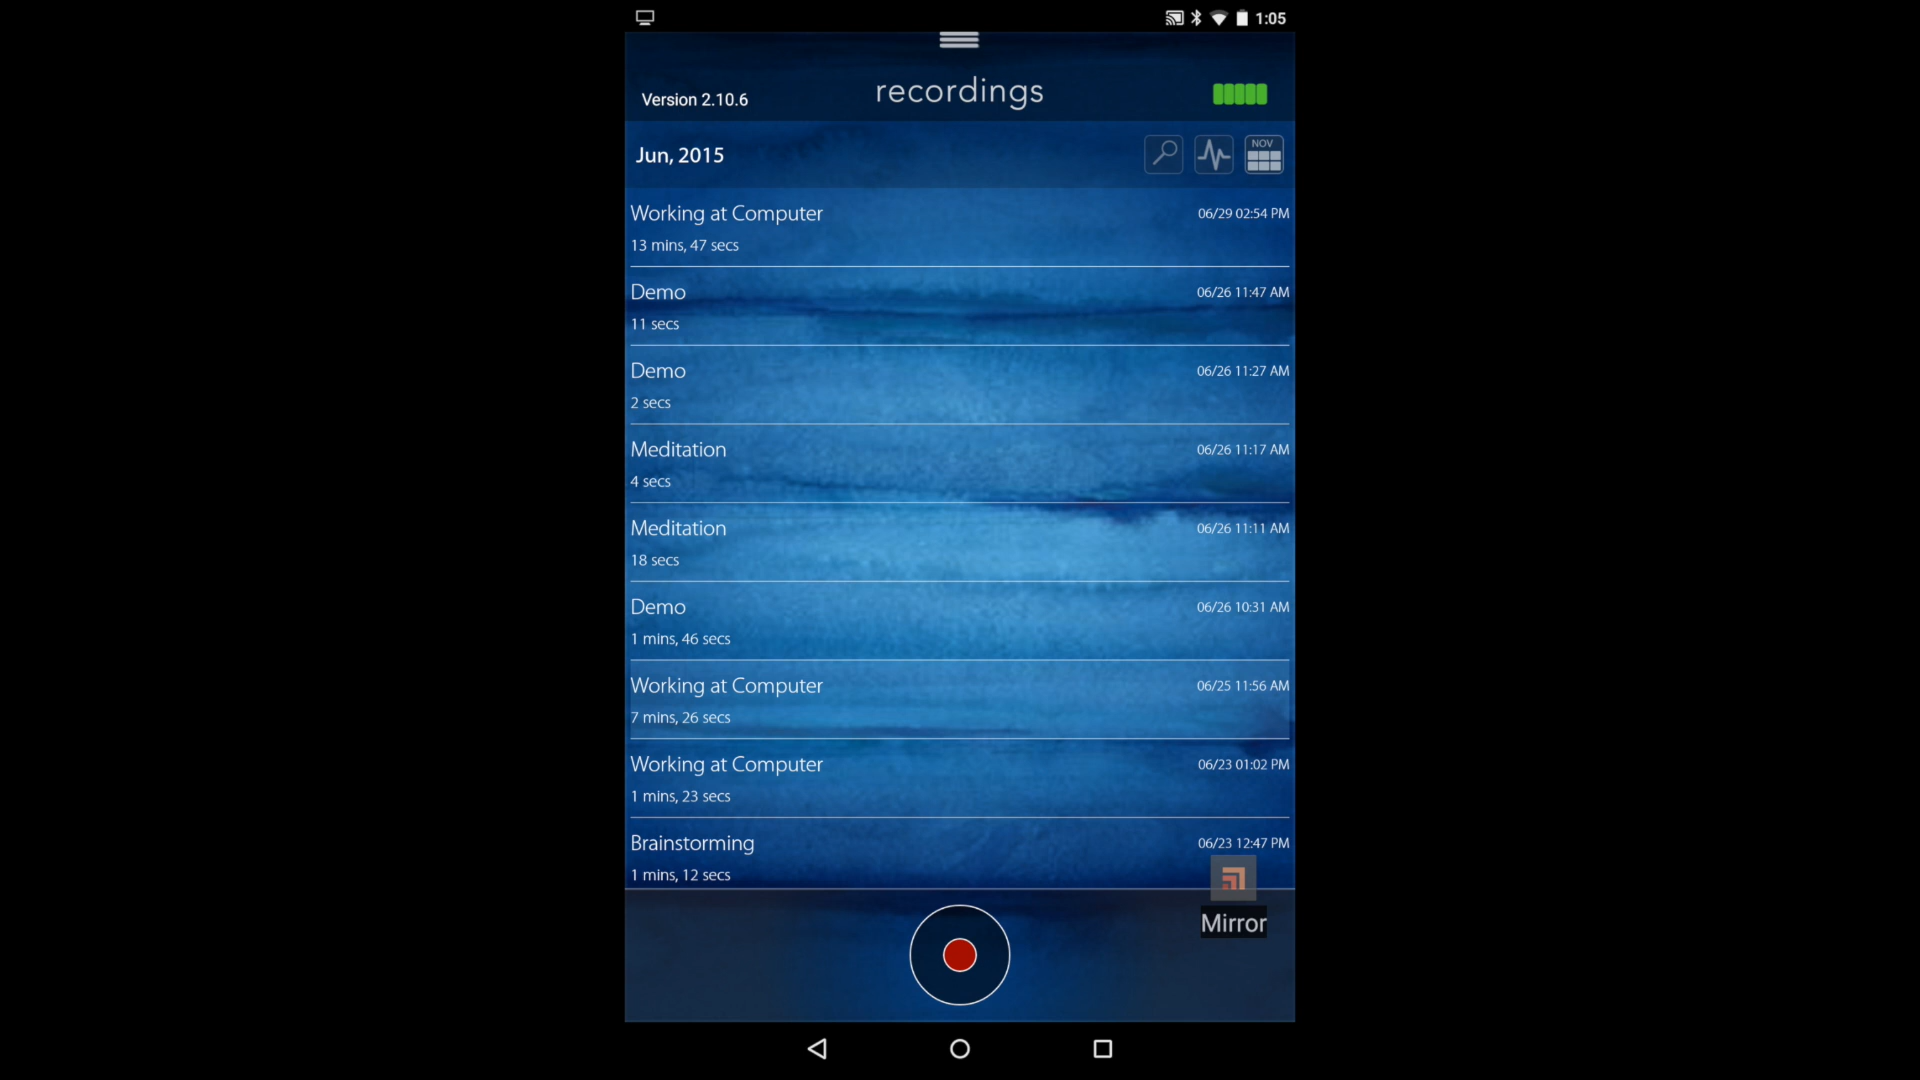 1:05
Version 2.10.6
recordings
Jun, 2015
NOV
Working at Computer
06/29 02:54 PM
13 mins, 47 secs
Demo
06/26 11:47 AM
11 secs
Demo
06/26 11:27 AM
2 secs
Meditation
06/26 11:17 AM
4 secs
Meditation
06/26 11:11 AM
18 secs
Demo
06/26 10:31 AM
1 mins, 46 secs
Working at Computer
06/25 11:56 AM
7 mins, 26 secs
Working at Computer
06/23 01:02 PM
1 mins, 23 secs
Brainstorming
06/23 12:47 PM
1 mins, 12 secs
Mirror